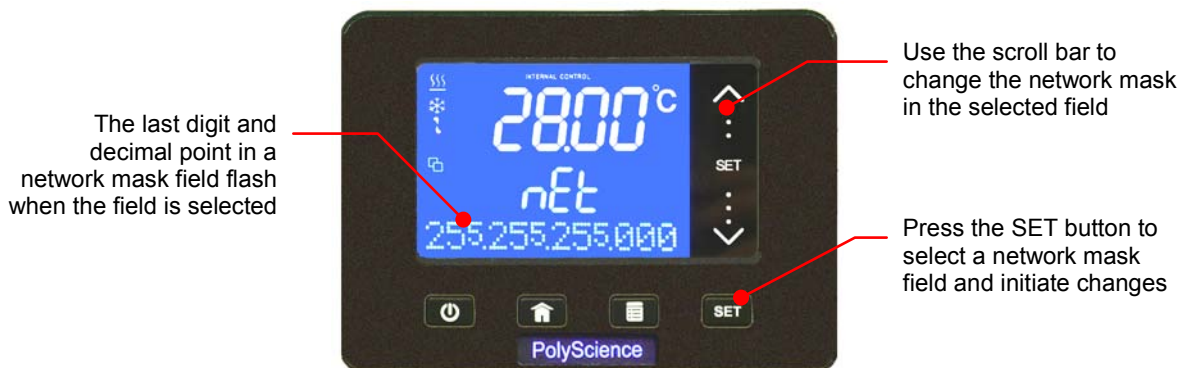 The last digit and
decimal point in a
network mask field flash
when the field is selected
INTERNAL CONTROL
28.00°C
nEt
255.255.255.000
SET
SET
PolyScience
Use the scroll bar to
change the network mask
in the selected field
Press the SET button to
select a network mask
field and initiate changes